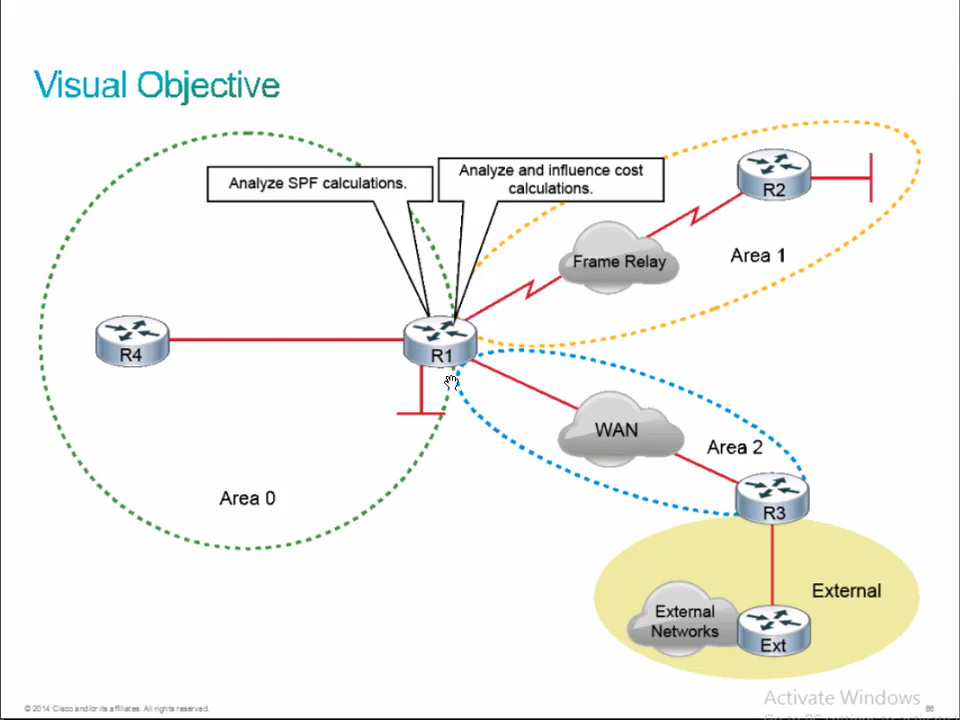 Visual Objective
Analyze SPF calculations.
Analyze and influence cost
calculations.
R2
Frame Relay
Area 1
R4
R1
WAN
Area 2
Area 0
R3
External
External
Networks
Ext
Activate Windows
© 2014 Cisco and/or its affiliates. All rights reserved.